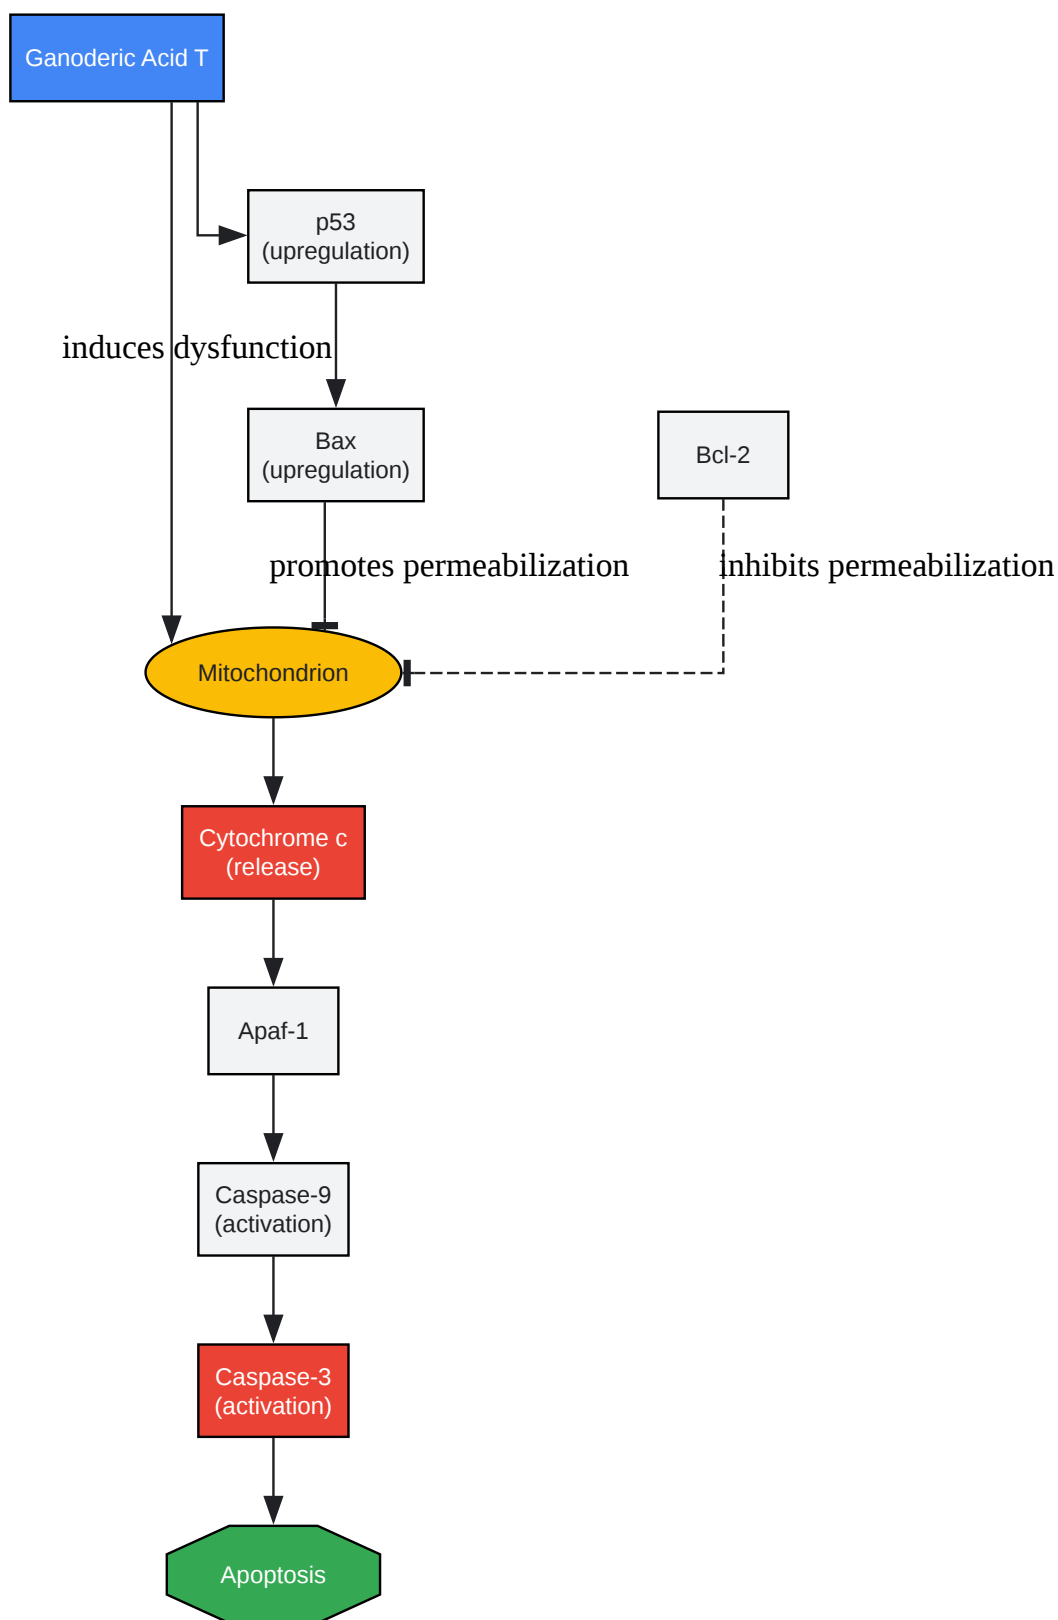 Ganoderic Acid T
p53
(upregulation)
induces dysfunction
Bax
(upregulation)
Bcl-2
promotes permeabilization
inhibits permeabilization
Mitochondrion
Cytochrome c
(release)
Apaf-1
Caspase-9
(activation)
Caspase-3
(activation)
Apoptosis